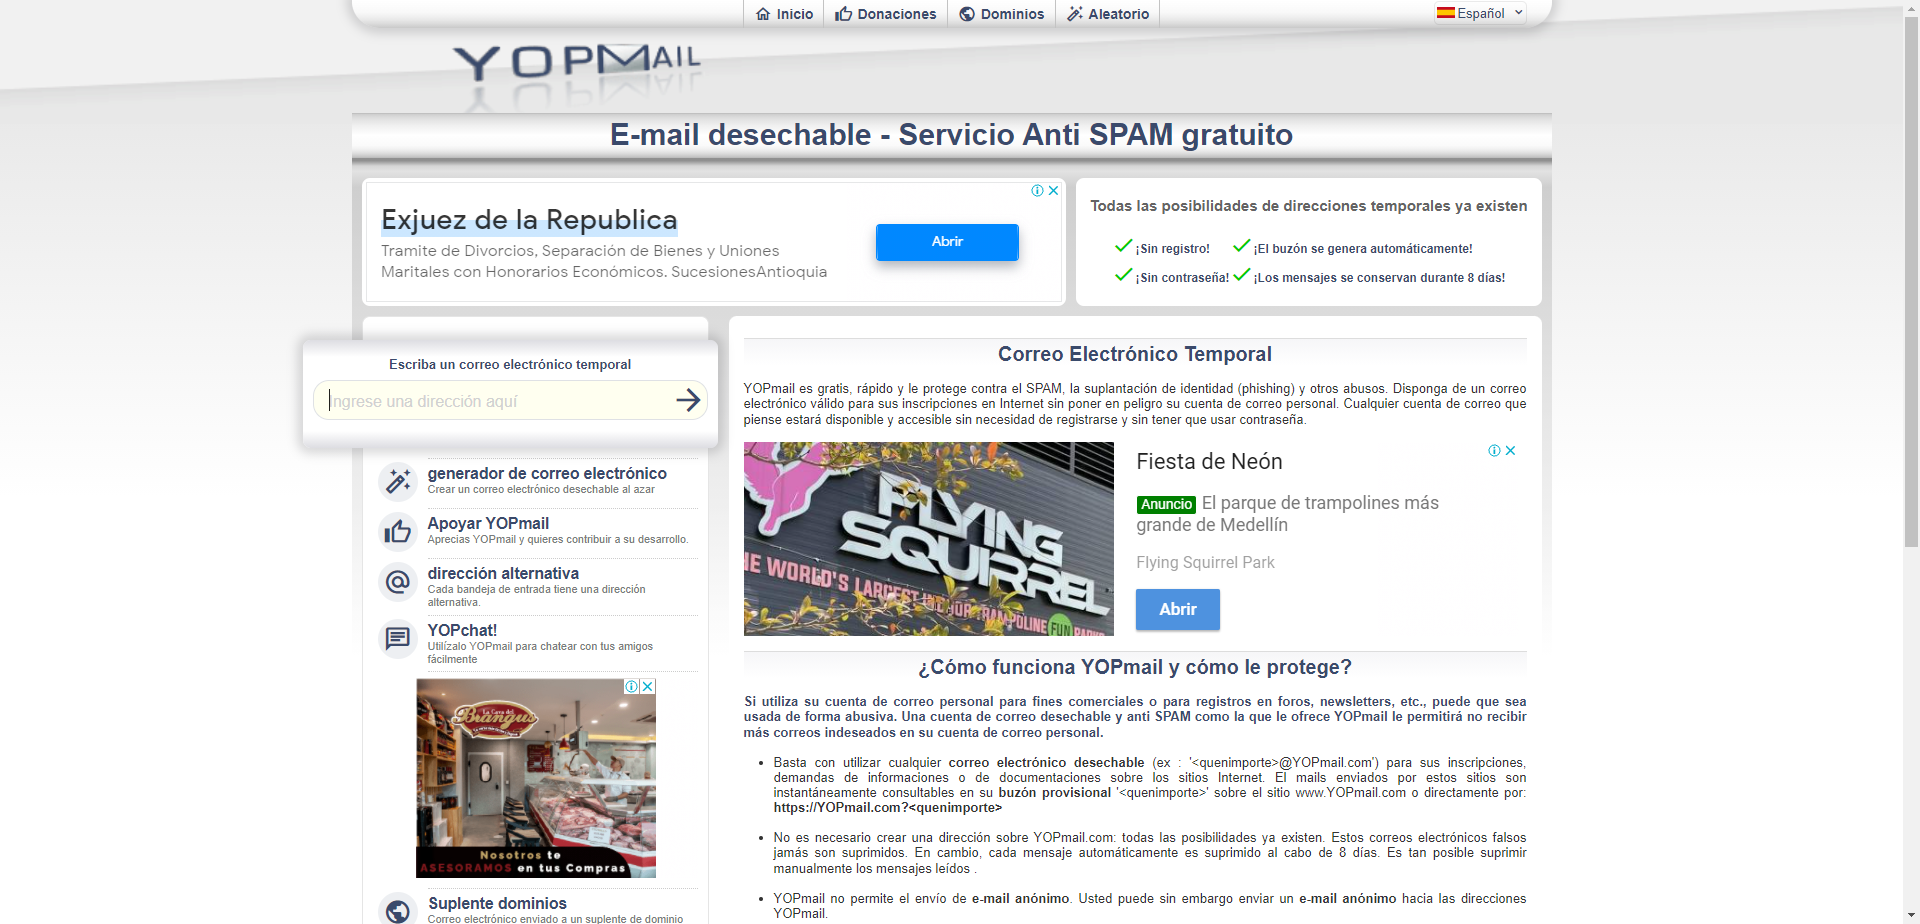 Inicio
Donaciones
Dominios
Aleatorio
Español
YOPMAIL
E-mail desechable - Servicio Anti SPAM gratuito
Exjuez de la Republica
Tramite de Divorcios, Separación de Bienes y Uniones
Maritales con Honorarios Económicos. SucesionesAntioquia
Abrir
Todas las posibilidades de direcciones temporales ya existen
¡Sin registro!
¡El buzón se genera automáticamente!
¡Sin contraseña!
¡Los mensajes se conservan durante 8 días!
Escriba un correo electrónico temporal
Ingrese una dirección aquí
generador de correo electrónico
Crear un correo electrónico desechable al azar
Apoyar YOPmail
Aprecias YOPmail y quieres contribuir a su desarrollo.
dirección alternativa
Cada bandeja de entrada tiene una dirección
alternativa.
YOPchat!
Utilízalo YOPmail para chatear con tus amigos
fácilmente
La Cava del
Brangus
Nosotros te
ASESORAMOS en tus Compras
Suplente dominios
Correo electrónico enviado a un suplente de dominio
Correo Electrónico Temporal
YOPmail es gratis, rápido y le protege contra el SPAM, la suplantación de identidad (phishing) y otros abusos. Disponga de un correo
electrónico válido para sus inscripciones en Internet sin poner en peligro su cuenta de correo personal. Cualquier cuenta de correo que
piense estará disponible y accesible sin necesidad de registrarse y sin tener que usar contraseña.
FLYING
SQUIRREL
HE WORLD'S LARGEST INDOOR TRAMPOLINE FUN PARKS
Fiesta de Neón
Anuncio El parque de trampolines más
grande de Medellín
Flying Squirrel Park
Abrir
¿Cómo funciona YOPmail y cómo le protege?
Si utiliza su cuenta de correo personal para fines comerciales o para registros en foros, newsletters, etc., puede que sea
usada de forma abusiva. Una cuenta de correo desechable y anti SPAM como la que le ofrece YOPmail le permitirá no recibir
más correos indeseados en su cuenta de correo personal.
• Basta con utilizar cualquier correo electrónico desechable (ex : '<quenimporte>@YOPmail.com') para sus inscripciones,
demandas de informaciones o de documentaciones sobre los sitios Internet. El mails enviados por estos sitios son
instantáneamente consultables en su buzón provisional '<quenimporte>' sobre el sitio www.YOPmail.com o directamente por:
https://YOPmail.com?<quenimporte>
• No es necesario crear una dirección sobre YOPmail.com: todas las posibilidades ya existen. Estos correos electrónicos falsos
jamás son suprimidos. En cambio, cada mensaje automáticamente es suprimido al cabo de 8 días. Es tan posible suprimir
manualmente los mensajes leídos .
• YOPmail no permite el envío de e-mail anónimo. Usted puede sin embargo enviar un e-mail anónimo hacia las direcciones
YOPmail.